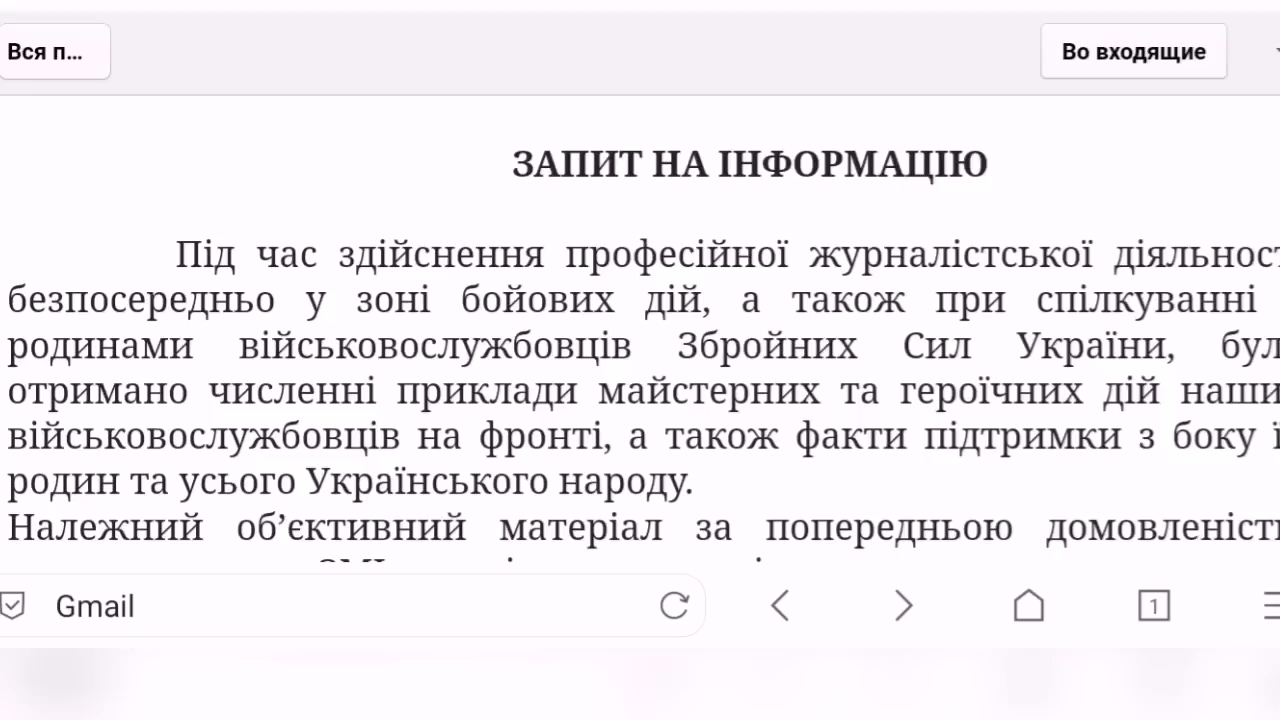 Вся п...
Во входящие
ЗАПИТ НА ІНФОРМАЦІЮ
Під час здійснення професійної журналістської діяльност
безпосередньо у зоні бойових дій, а також при спілкуванні
родинами військовослужбовців Збройних Сил України, бул
отримано численні приклади майстерних та героїчних дій наши
військовослужбовців на фронті, а також факти підтримки з боку ї
родин та усього Українського народу.
Належний об’єктивний матеріал за попередньою домовленіст
Gmail
1